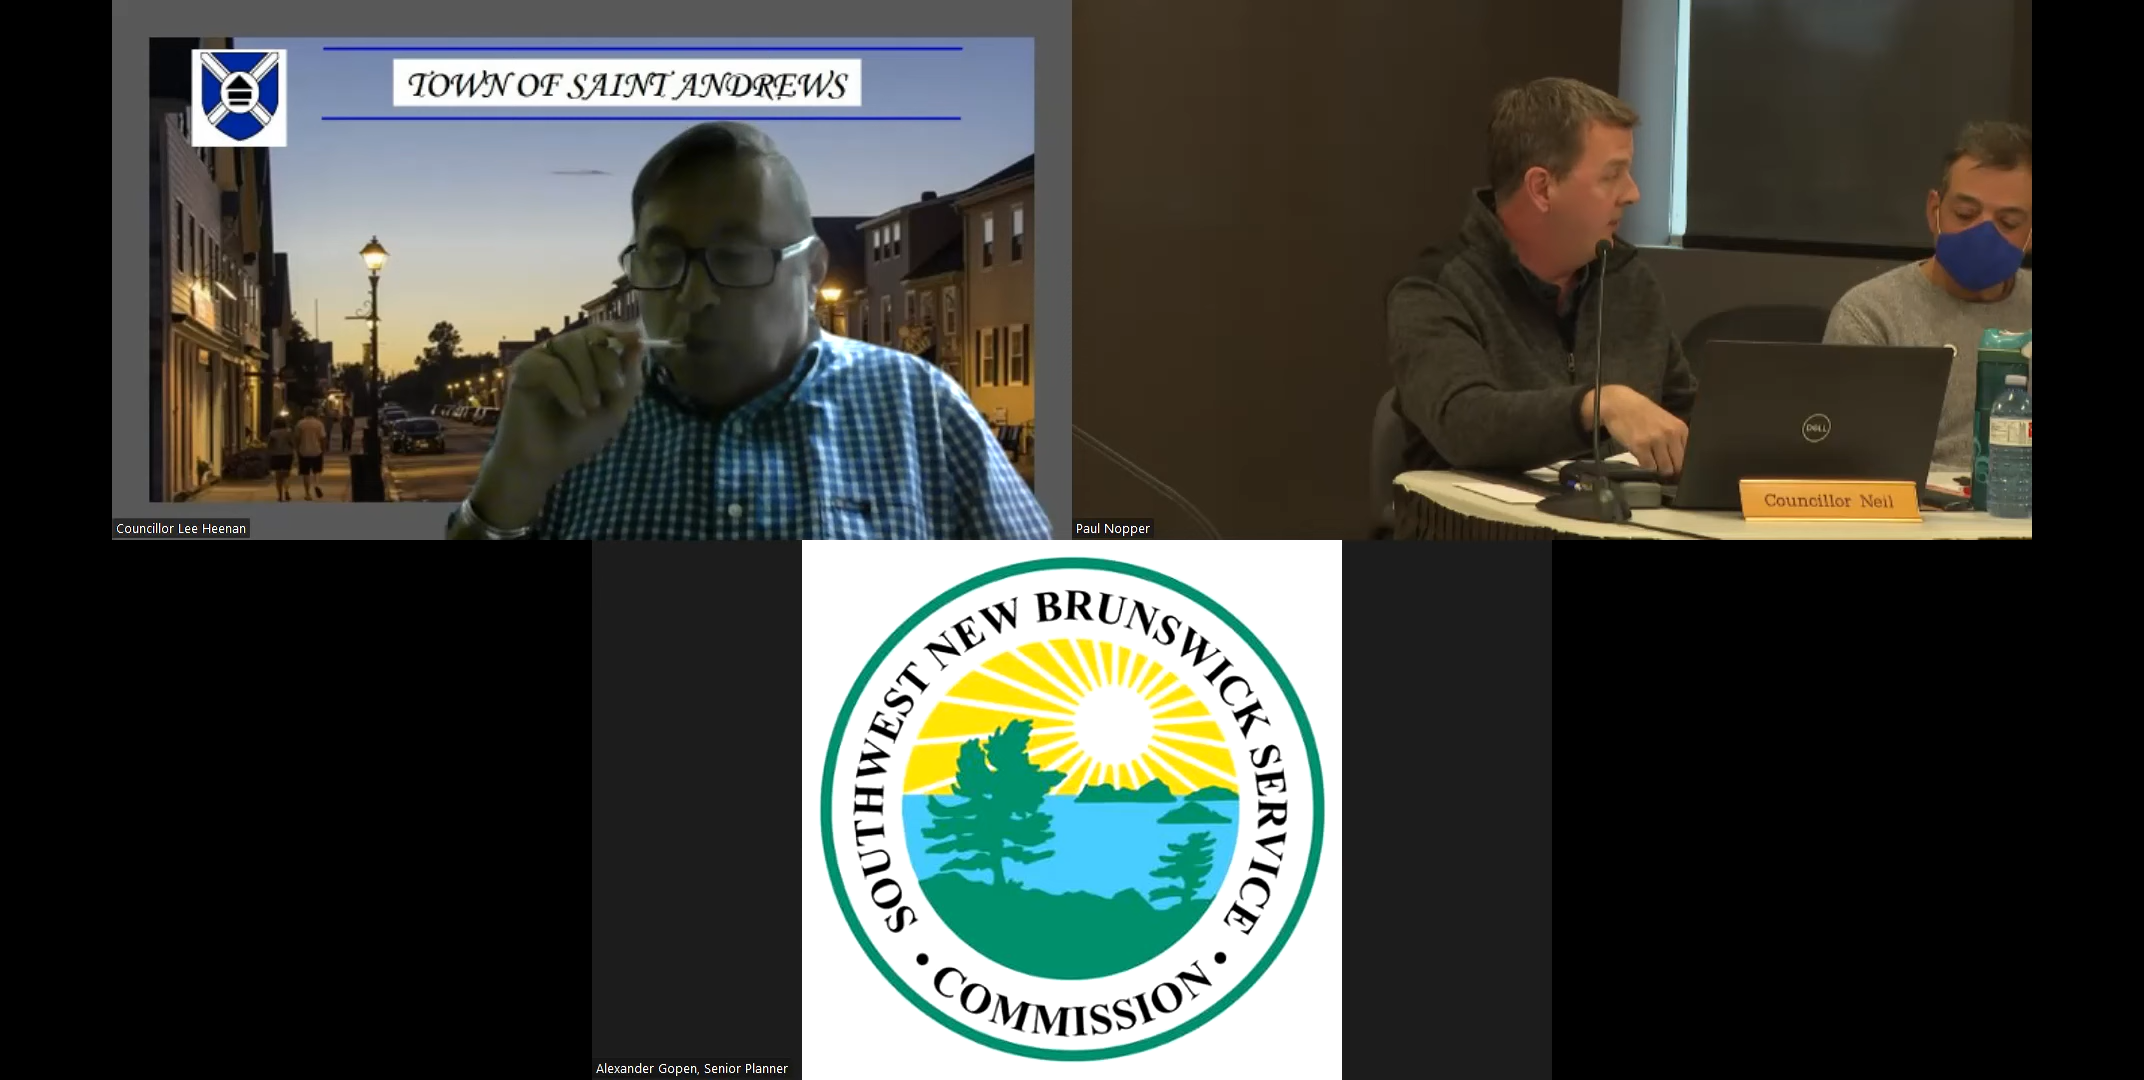 TOWN OF SAINT ANDREWS
Councillor Lee Heenan
DELL
Councillor Neil
Paul Nopper
SOUTHWEST NEW BRUNSWICK SERVICE
• COMMISSION •
Alexander Gopen, Senior Planner